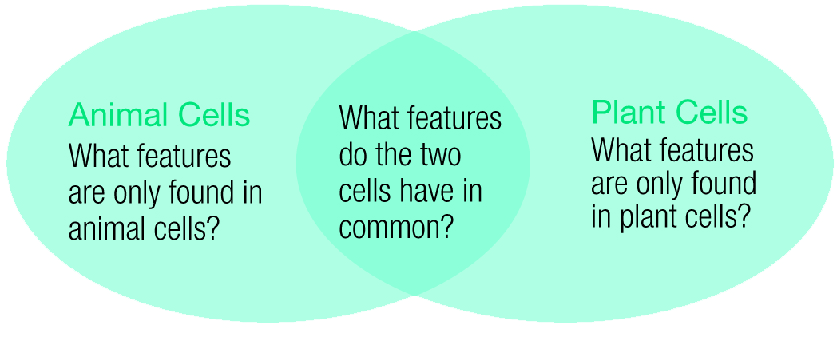 Animal Cells
What features
are only found in
animal cells?
What features
do the two
cells have in
common?
Plant Cells
What features
are only found
in plant cells?